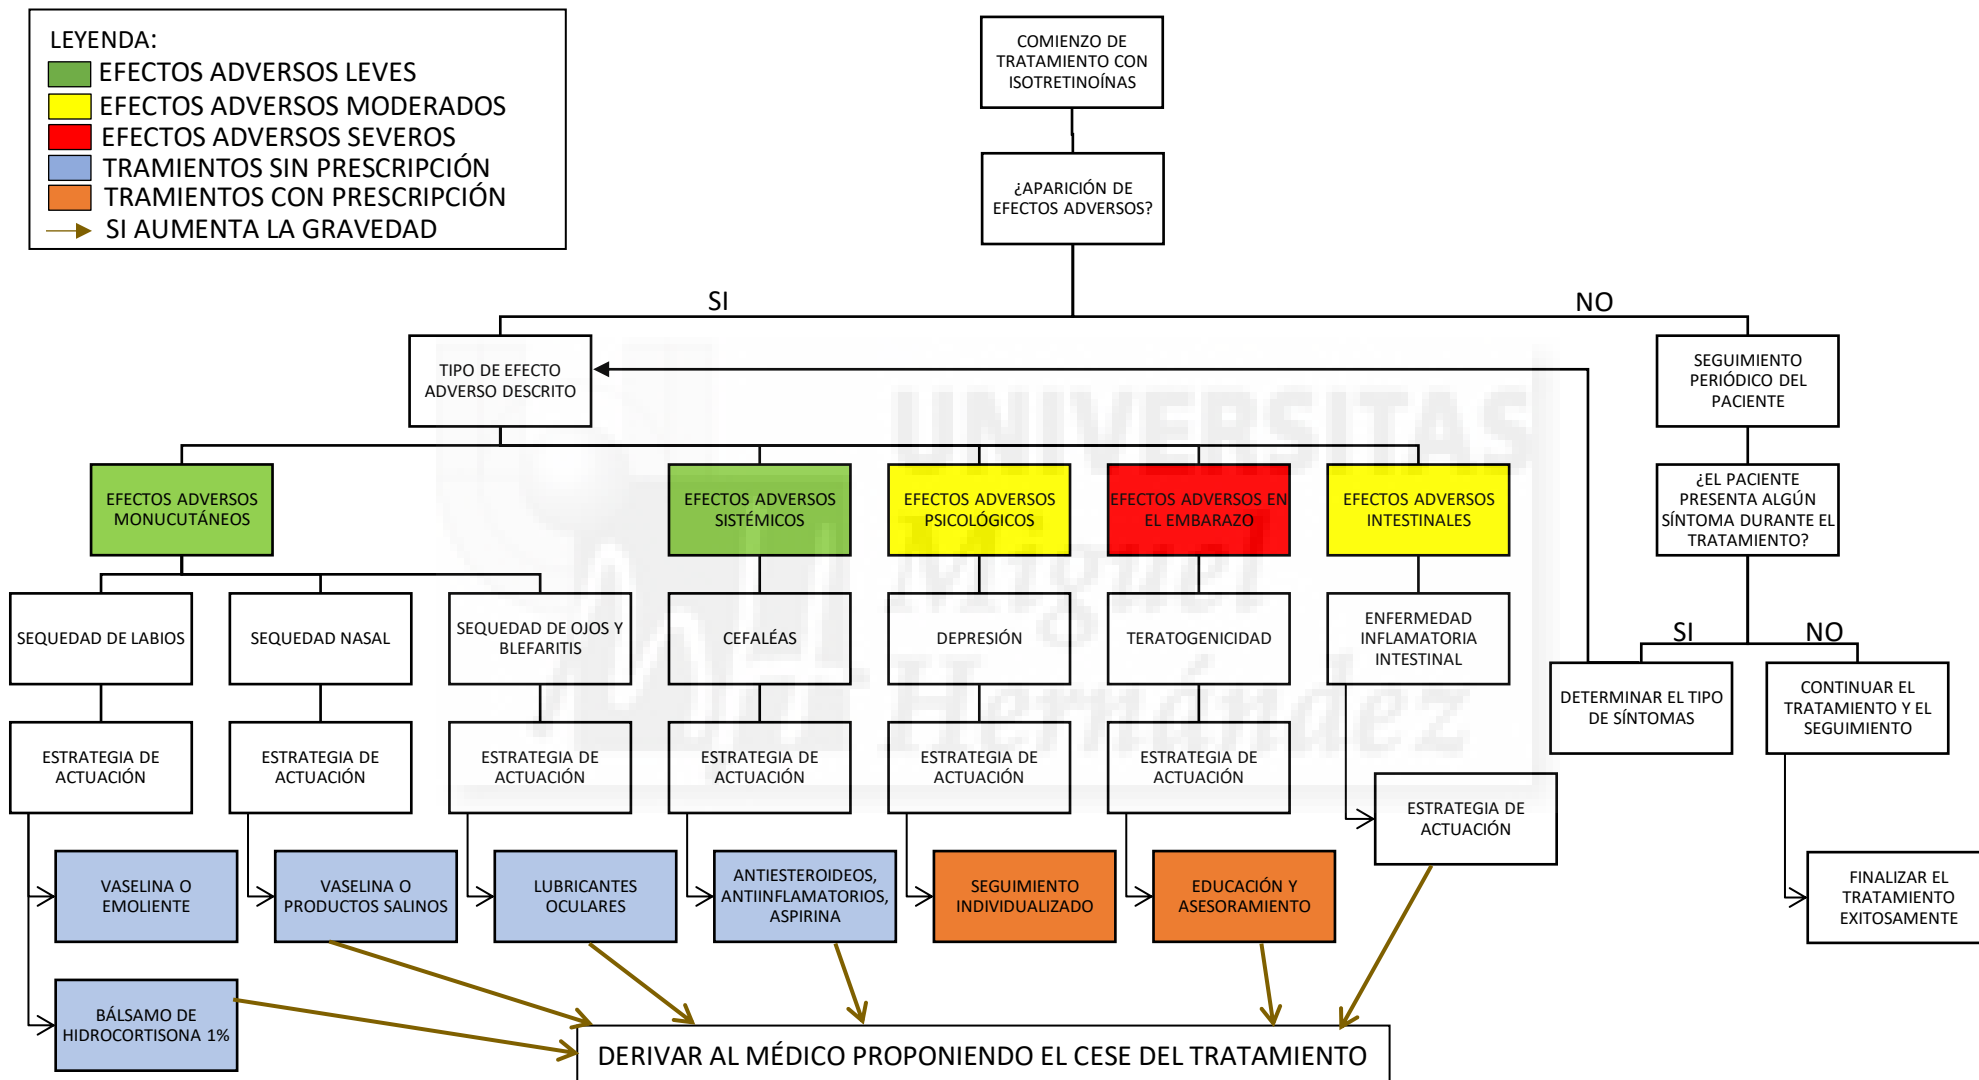 LEYENDA:
EFECTOS ADVERSOS LEVES
EFECTOS ADVERSOS MODERADOS
EFECTOS ADVERSOS SEVEROS
TRAMIENTOS SIN PRESCRIPCIÓN
TRAMIENTOS CON PRESCRIPCIÓN
SI AUMENTA LA GRAVEDAD
COMIENZO DE
TRATAMIENTO CON
ISOTRETINOÍNAS
¿APARICIÓN DE
EFECTOS ADVERSOS?
SI
NO
TIPO DE EFECTO
ADVERSO DESCRITO
SEGUIMIENTO
PERIÓDICO DEL
PACIENTE
UNIVERSITAS
Miguel
Hernández
EFECTOS ADVERSOS
MONUCUTÁNEOS
EFECTOS ADVERSOS
SISTÉMICOS
EFECTOS ADVERSOS
PSICOLÓGICOS
EFECTOS ADVERSOS EN
EL EMBARAZO
EFECTOS ADVERSOS
INTESTINALES
¿EL PACIENTE
PRESENTA ALGÚN
SÍNTOMA DURANTE EL
TRATAMIENTO?
SEQUEDAD DE LABIOS
SEQUEDAD NASAL
SEQUEDAD DE OJOS Y
BLEFARITIS
CEFALÉAS
DEPRESIÓN
TERATOGENICIDAD
ENFERMEDAD
INFLAMATORIA
INTESTINAL
SI
NO
DETERMINAR EL TIPO
DE SÍNTOMAS
CONTINUAR EL
TRATAMIENTO Y EL
SEGUIMIENTO
ESTRATEGIA DE
ACTUACIÓN
ESTRATEGIA DE
ACTUACIÓN
ESTRATEGIA DE
ACTUACIÓN
ESTRATEGIA DE
ACTUACIÓN
ESTRATEGIA DE
ACTUACIÓN
ESTRATEGIA DE
ACTUACIÓN
ESTRATEGIA DE
ACTUACIÓN
VASELINA O
EMOLIENTE
VASELINA O
PRODUCTOS SALINOS
LUBRICANTES
OCULARES
ANTIESTEROIDEOS,
ANTIINFLAMATORIOS,
ASPIRINA
SEGUIMIENTO
INDIVIDUALIZADO
EDUCACIÓN Y
ASESORAMIENTO
FINALIZAR EL
TRATAMIENTO
EXITOSAMENTE
BÁLSAMO DE
HIDROCORTISONA 1%
DERIVAR AL MÉDICO PROPONIENDO EL CESE DEL TRATAMIENTO